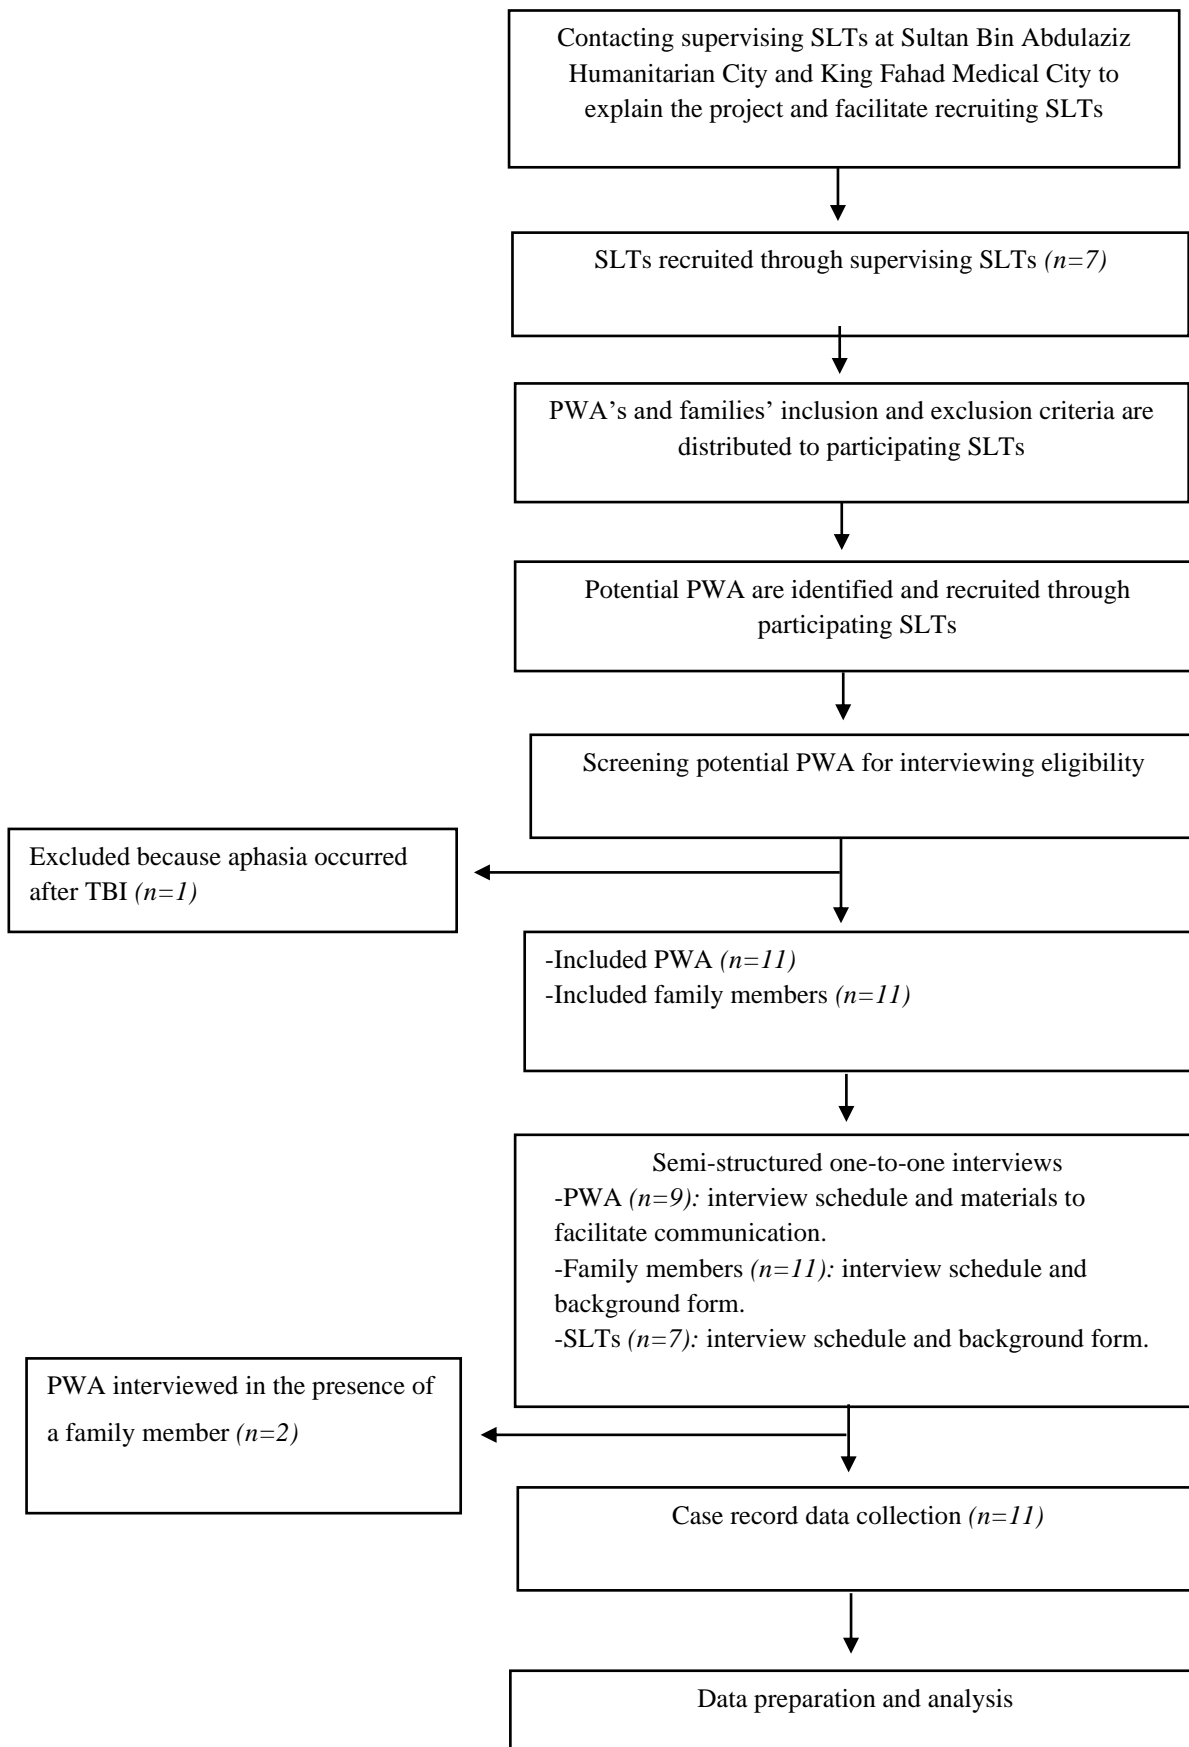 Contacting supervising SLTs at Sultan Bin Abdulaziz
Humanitarian City and King Fahad Medical City to
explain the project and facilitate recruiting SLTs
SLTs recruited through supervising SLTs (n=7)
PWA’s and families’ inclusion and exclusion criteria are
distributed to participating SLTs
Potential PWA are identified and recruited through
participating SLTs
Screening potential PWA for interviewing eligibility
Excluded because aphasia occurred
after TBI (n=1)
-Included PWA (n=11)
-Included family members (n=11)
Semi-structured one-to-one interviews
-PWA (n=9): interview schedule and materials to
facilitate communication.
-Family members (n=11): interview schedule and
background form.
-SLTs (n=7): interview schedule and background form.
PWA interviewed in the presence of
a family member (n=2)
Case record data collection (n=11)
Data preparation and analysis